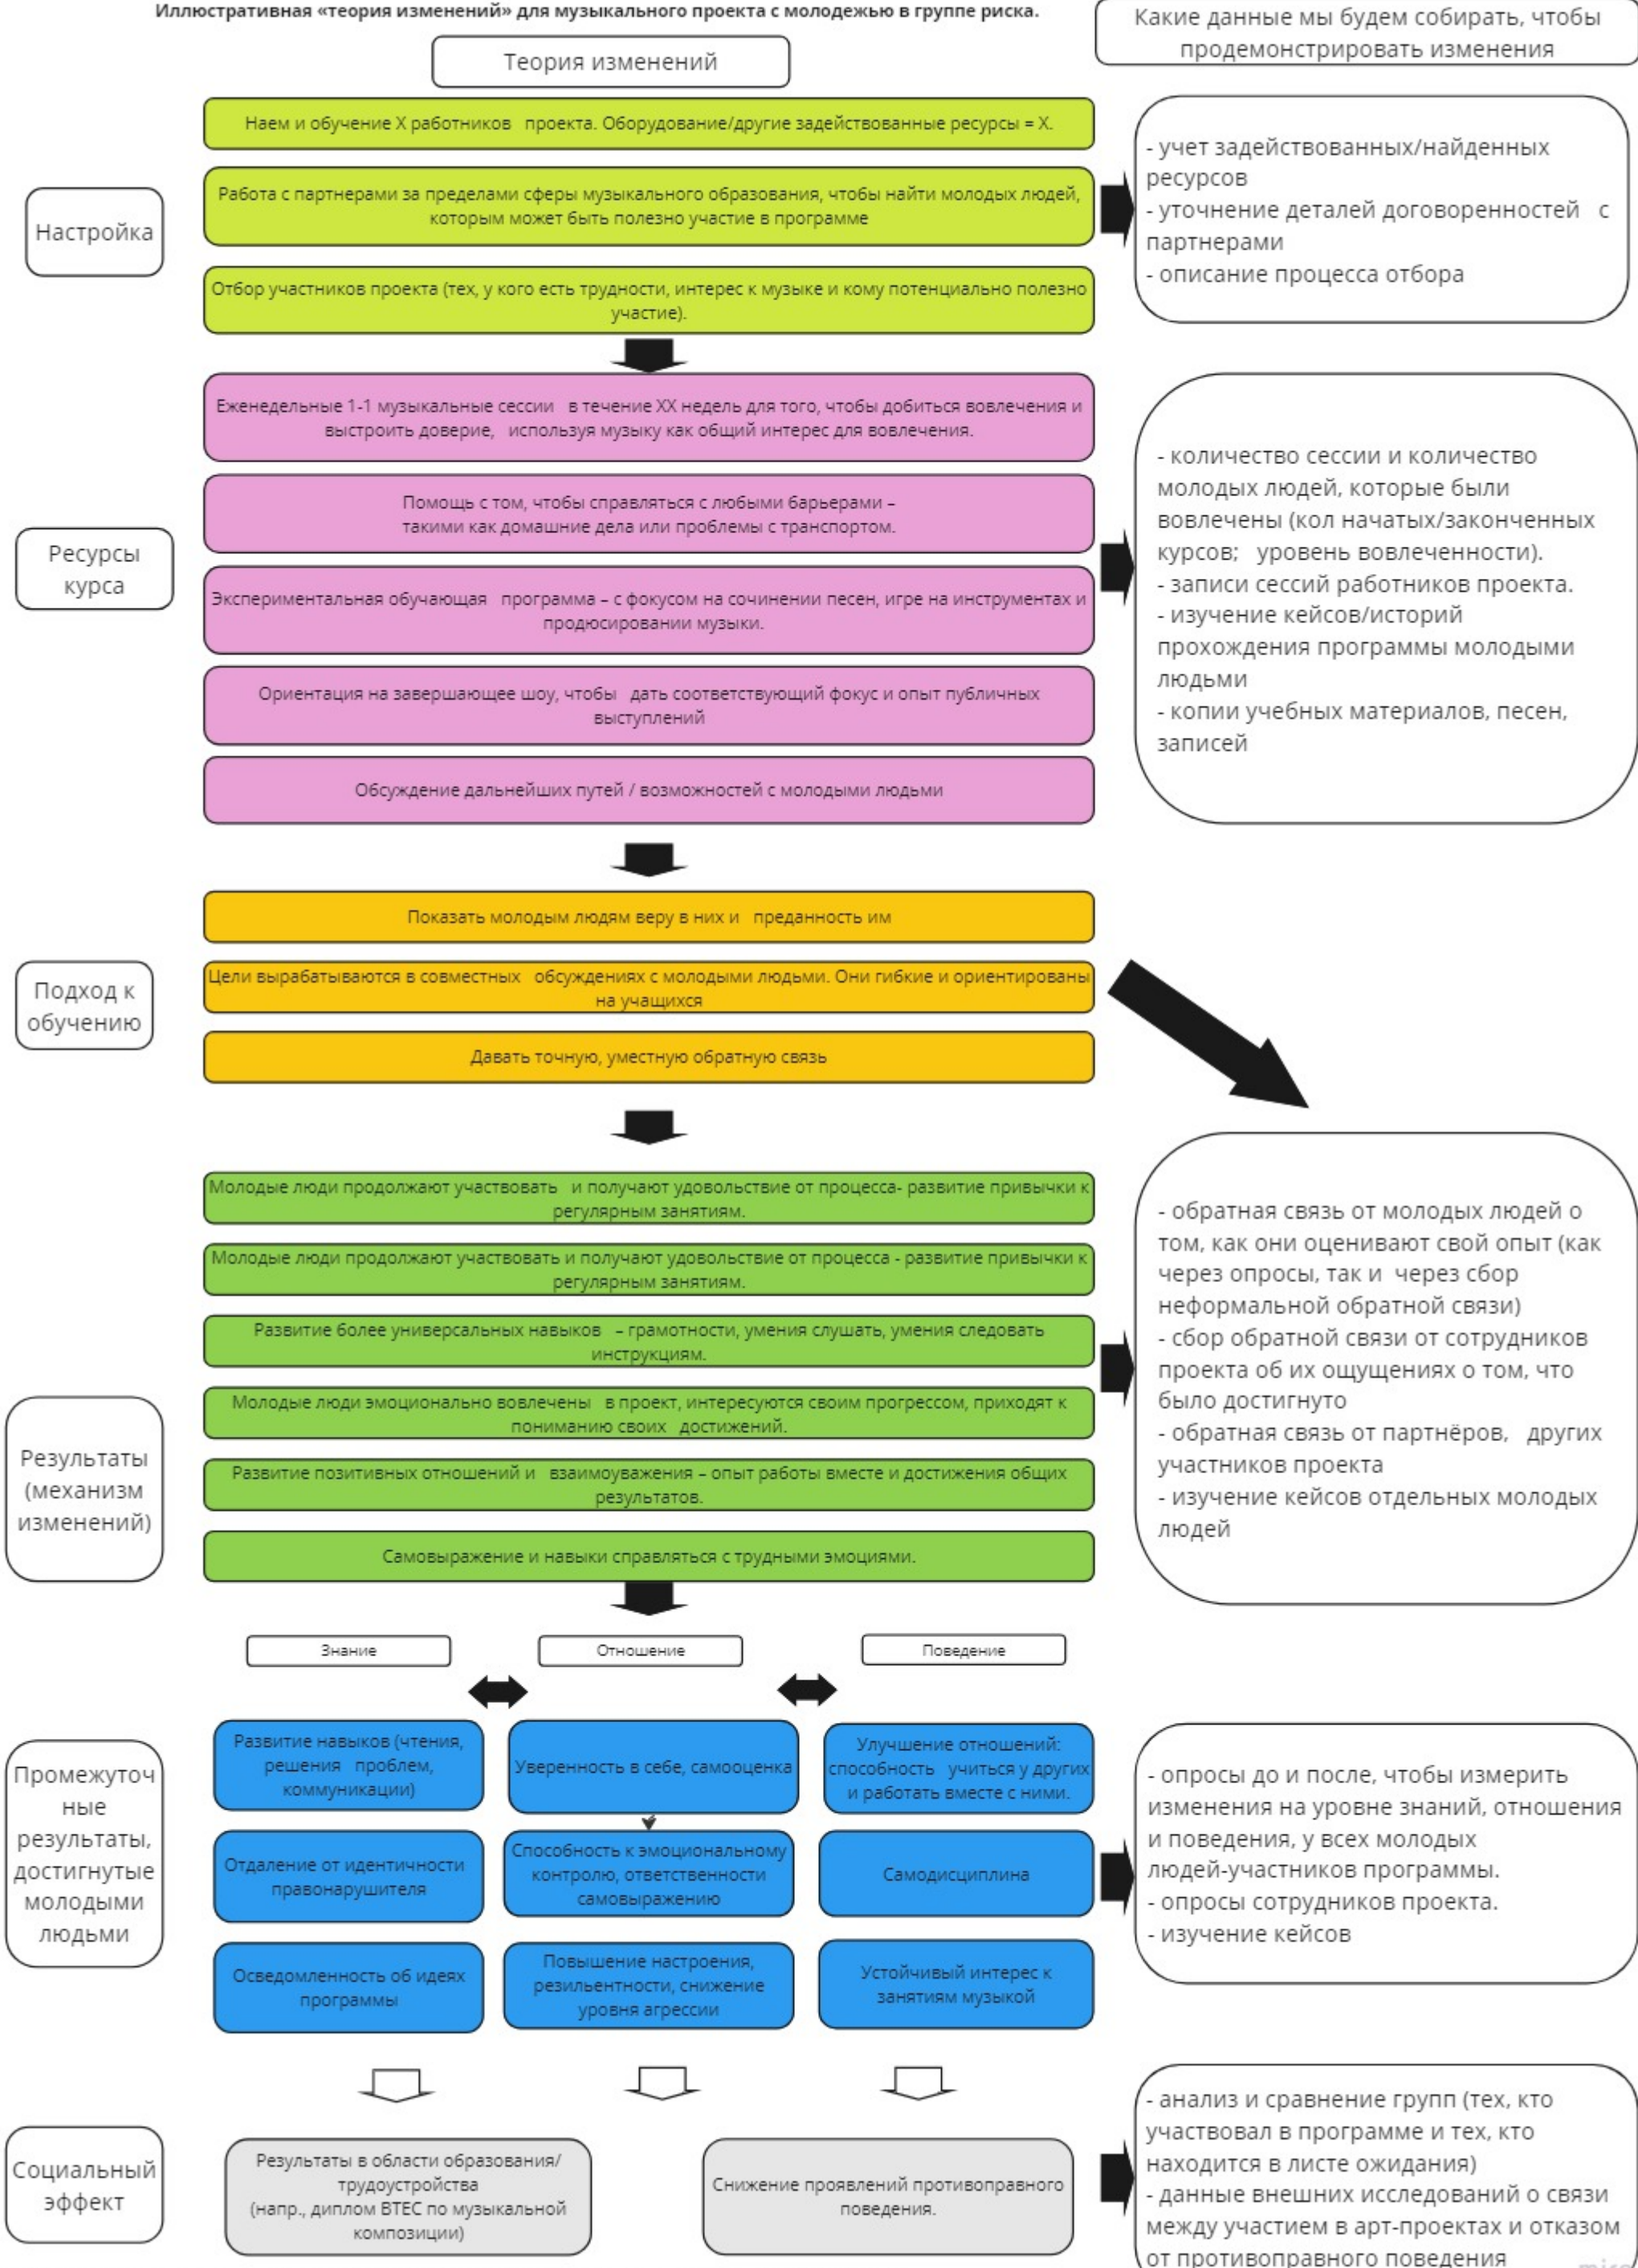 Иллюстративная «теория изменений» для музыкального проекта с молодежью в группе риска.
Какие данные мы будем собирать, чтобы
продемонстрировать изменения
Теория изменений
Настройка
Наем и обучение X работников проекта. Оборудование/другие задействованные ресурсы = X.
Работа с партнерами за пределами сферы музыкального образования, чтобы найти молодых людей,
которым может быть полезно участие в программе
Отбор участников проекта (тех, у кого есть трудности, интерес к музыке и кому потенциально полезно
участие).
- учет задействованных/найденных
ресурсов
- уточнение деталей договоренностей с
партнерами
- описание процесса отбора
Ресурсы
курса
Еженедельные 1-1 музыкальные сессии в течение XX недель для того, чтобы добиться вовлечения и
выстроить доверие, используя музыку как общий интерес для вовлечения.
Помощь с том, чтобы справляться с любыми барьерами –
такими как домашние дела или проблемы с транспортом.
Экспериментальная обучающая программа – с фокусом на сочинении песен, игре на инструментах и
продюсировании музыки.
Ориентация на завершающее шоу, чтобы дать соответствующий фокус и опыт публичных
выступлений
Обсуждение дальнейших путей / возможностей с молодыми людьми
- количество сессии и количество
молодых людей, которые были
вовлечены (кол начатых/законченных
курсов; уровень вовлеченности).
- записи сессий работников проекта.
- изучение кейсов/историй
прохождения программы молодыми
людьми
- копии учебных материалов, песен,
записей
Подход к
обучению
Показать молодым людям веру в них и преданность им
Цели вырабатываются в совместных обсуждениях с молодыми людьми. Они гибкие и ориентированы
на учащихся
Давать точную, уместную обратную связь
Результаты
(механизм
изменений)
Молодые люди продолжают участвовать и получают удовольствие от процесса- развитие привычки к
регулярным занятиям.
Молодые люди продолжают участвовать и получают удовольствие от процесса - развитие привычки к
регулярным занятиям.
Развитие более универсальных навыков – грамотности, умения слушать, умения следовать
инструкциям.
Молодые люди эмоционально вовлечены в проект, интересуются своим прогрессом, приходят к
пониманию своих достижений.
Развитие позитивных отношений и взаимоуважения – опыт работы вместе и достижения общих
результатов.
Самовыражение и навыки справляться с трудными эмоциями.
- обратная связь от молодых людей о
том, как они оценивают свой опыт (как
через опросы, так и через сбор
неформальной обратной связи)
- сбор обратной связи от сотрудников
проекта об их ощущениях о том, что
было достигнуто
- обратная связь от партнёров, других
участников проекта
- изучение кейсов отдельных молодых
людей
Знание
Отношение
Поведение
Промежуточ
ные
результаты,
достигнутые
молодыми
людьми
Развитие навыков (чтения,
решения проблем,
коммуникации)
Уверенность в себе, самооценка
Улучшение отношений:
способность учиться у других
и работать вместе с ними.
Отдаление от идентичности
правонарушителя
Способность к эмоциональному
контролю, ответственности
самовыражению
Самодисциплина
Осведомленность об идеях
программы
Повышение настроения,
резильентности, снижение
уровня агрессии
Устойчивый интерес к
занятиям музыкой
- опросы до и после, чтобы измерить
изменения на уровне знаний, отношения
и поведения, у всех молодых
людей-участников программы.
- опросы сотрудников проекта.
- изучение кейсов
Социальный
эффект
Результаты в области образования/
трудоустройства
(напр., диплом BTEC по музыкальной
композиции)
Снижение проявлений противоправного
поведения.
- анализ и сравнение групп (тех, кто
участвовал в программе и тех, кто
находится в листе ожидания)
- данные внешних исследований о связи
между участием в арт-проектах и отказом
от противоправного поведения
miro